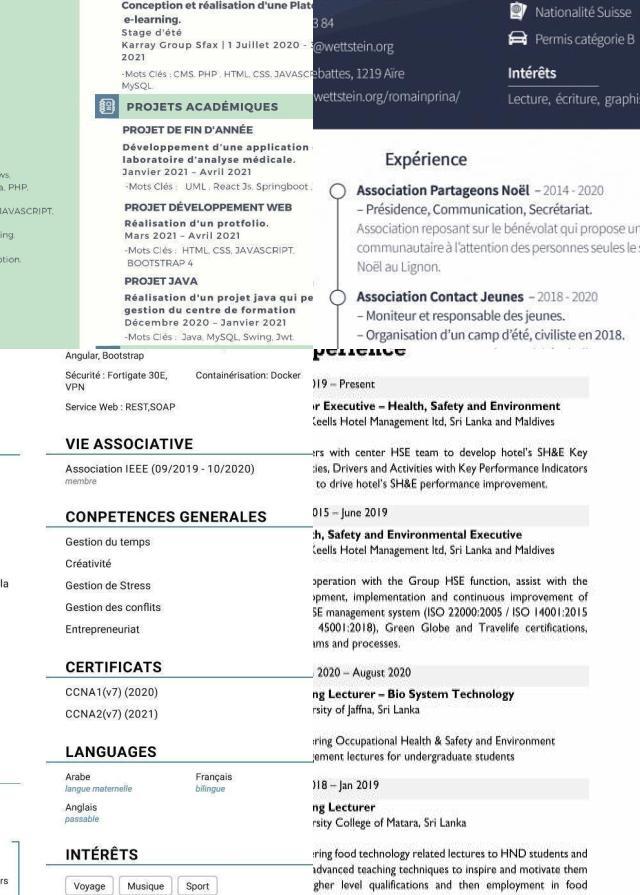 Conception et réalisation d'une
e-learning.
Stage d'été
Karray Group Sfax | 1 Juillet 2020 -
2021
-Mots Clés : CMS, PHP , HTML, CSS,
MySQL.
PROJETS ACADÉMIQUES
PROJET DE FIN D'ANNÉE
Développement d'une application
laboratoire d'analyse médicale.
Janvier 2021 – Avril 2021
-Mots Clés : UML , React Js, Springboot .
PROJET DÉVELOPPEMENT WEB
Réalisation d'un protfolio.
Mars 2021 – Avril 2021
-Mots Clés : HTML, CSS, JAVASCRIPT,
BOOTSTRAP 4
PROJET JAVA
Réalisation d'un projet java qui pe
gestion du centre de formation
Décembre 2020 – Janvier 2021
-Mots Clés : Java, MySQL, Swing, Jwt.
ws,
a, PHP,
JAVASCRIPT,
ing
ption.
3 84
@wettstein.org
ebattes, 1219 Aïre
wettstein.org/romainprina/
Nationalité Suisse
Permis catégorie B
Intérêts
Lecture, écriture, graphis
Expérience
Association Partageons Noël – 2014 - 2020
– Présidence, Communication, Secrétariat.
Association reposant sur le bénévolat qui propose un
communautaire à l'attention des personnes seules le s
Noël au Lignon.
Association Contact Jeunes – 2018 - 2020
– Moniteur et responsable des jeunes.
– Organisation d'un camp d'été, civiliste en 2018.
Angular, Bootstrap
Sécurité : Fortigate 30E, VPN
Containérisation: Docker
Service Web : REST,SOAP
VIE ASSOCIATIVE
Association IEEE (09/2019 - 10/2020)
membre
COMPETENCES GENERALES
Gestion du temps
Créativité
Gestion de Stress
Gestion des conflits
Entrepreneuriat
CERTIFICATS
CCNA1(v7) (2020)
CCNA2(v7) (2021)
LANGUAGES
Arabe
langue maternelle
Français
bilingue
Anglais
passable
INTÉRÊTS
Voyage
Musique
Sport
la
rs
perience
019 – Present
or Executive – Health, Safety and Environment
Keells Hotel Management ltd, Sri Lanka and Maldives
ers with center HSE team to develop hotel's SH&E Key
ties, Drivers and Activities with Key Performance Indicators
to drive hotel's SH&E performance improvement.
015 – June 2019
th, Safety and Environmental Executive
Keells Hotel Management ltd, Sri Lanka and Maldives
operation with the Group HSE function, assist with the
opment, implementation and continuous improvement of
SE management system (ISO 22000:2005 / ISO 14001:2015
45001:2018), Green Globe and Travelife certifications,
ams and processes.
2020 – August 2020
ng Lecturer – Bio System Technology
rsity of Jaffna, Sri Lanka
ering Occupational Health & Safety and Environment
gement lectures for undergraduate students
018 – Jan 2019
ng Lecturer
rsity College of Matara, Sri Lanka
ering food technology related lectures to HND students and
advanced teaching techniques to inspire and motivate them
gher level qualifications and then employment in food